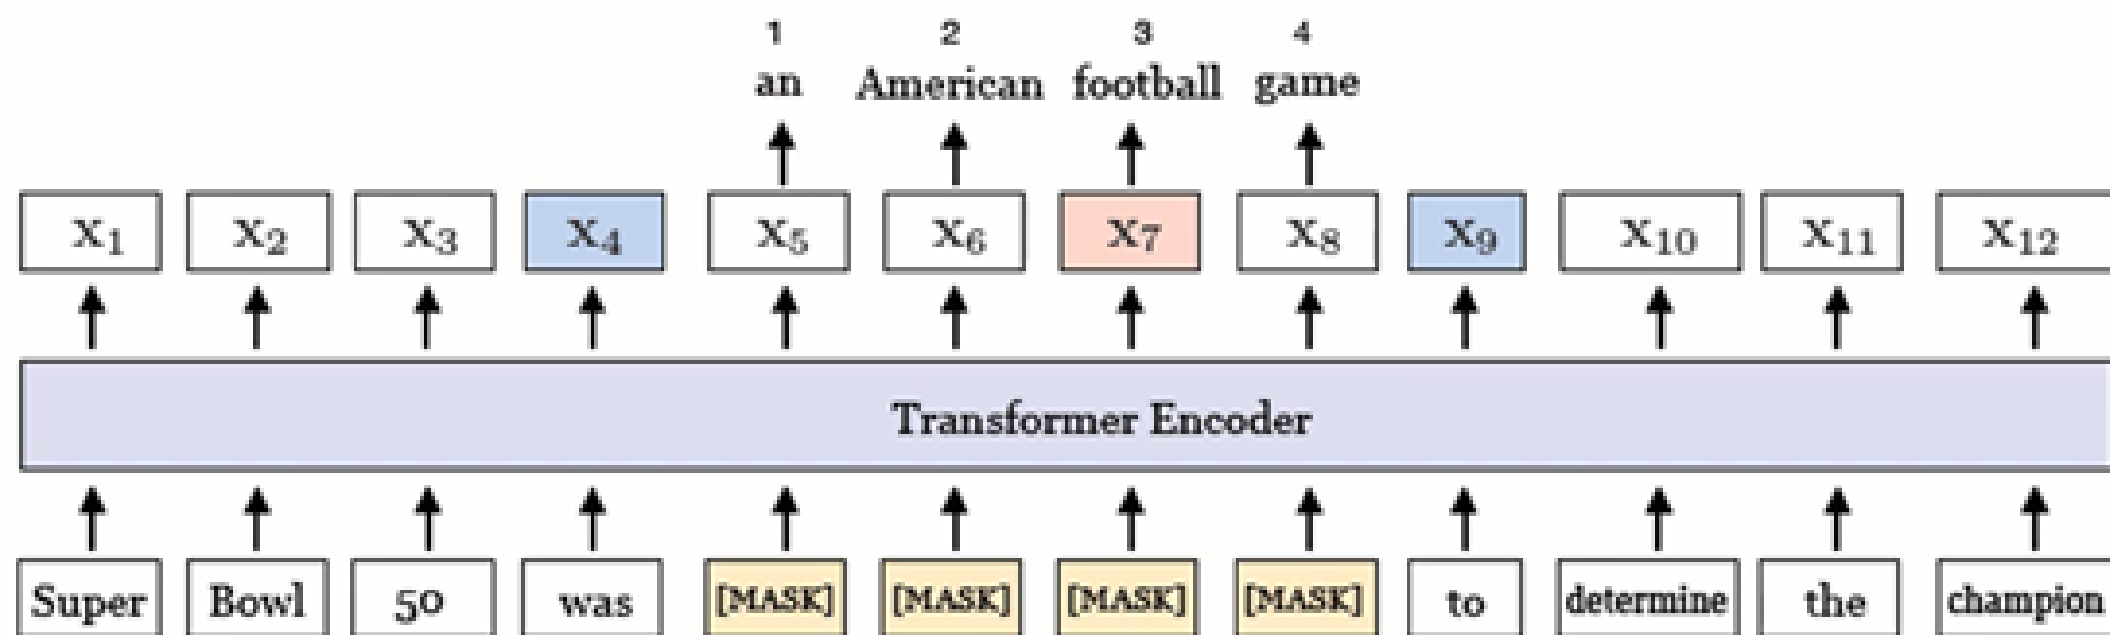 1 2 3 4
an American football game
X1 X2 X3 X4 X5 X6 X7 X8 X9 X10 X11 X12
Transformer Encoder
Super Bowl 50 was [MASK] [MASK] [MASK] [MASK] to determine the champion